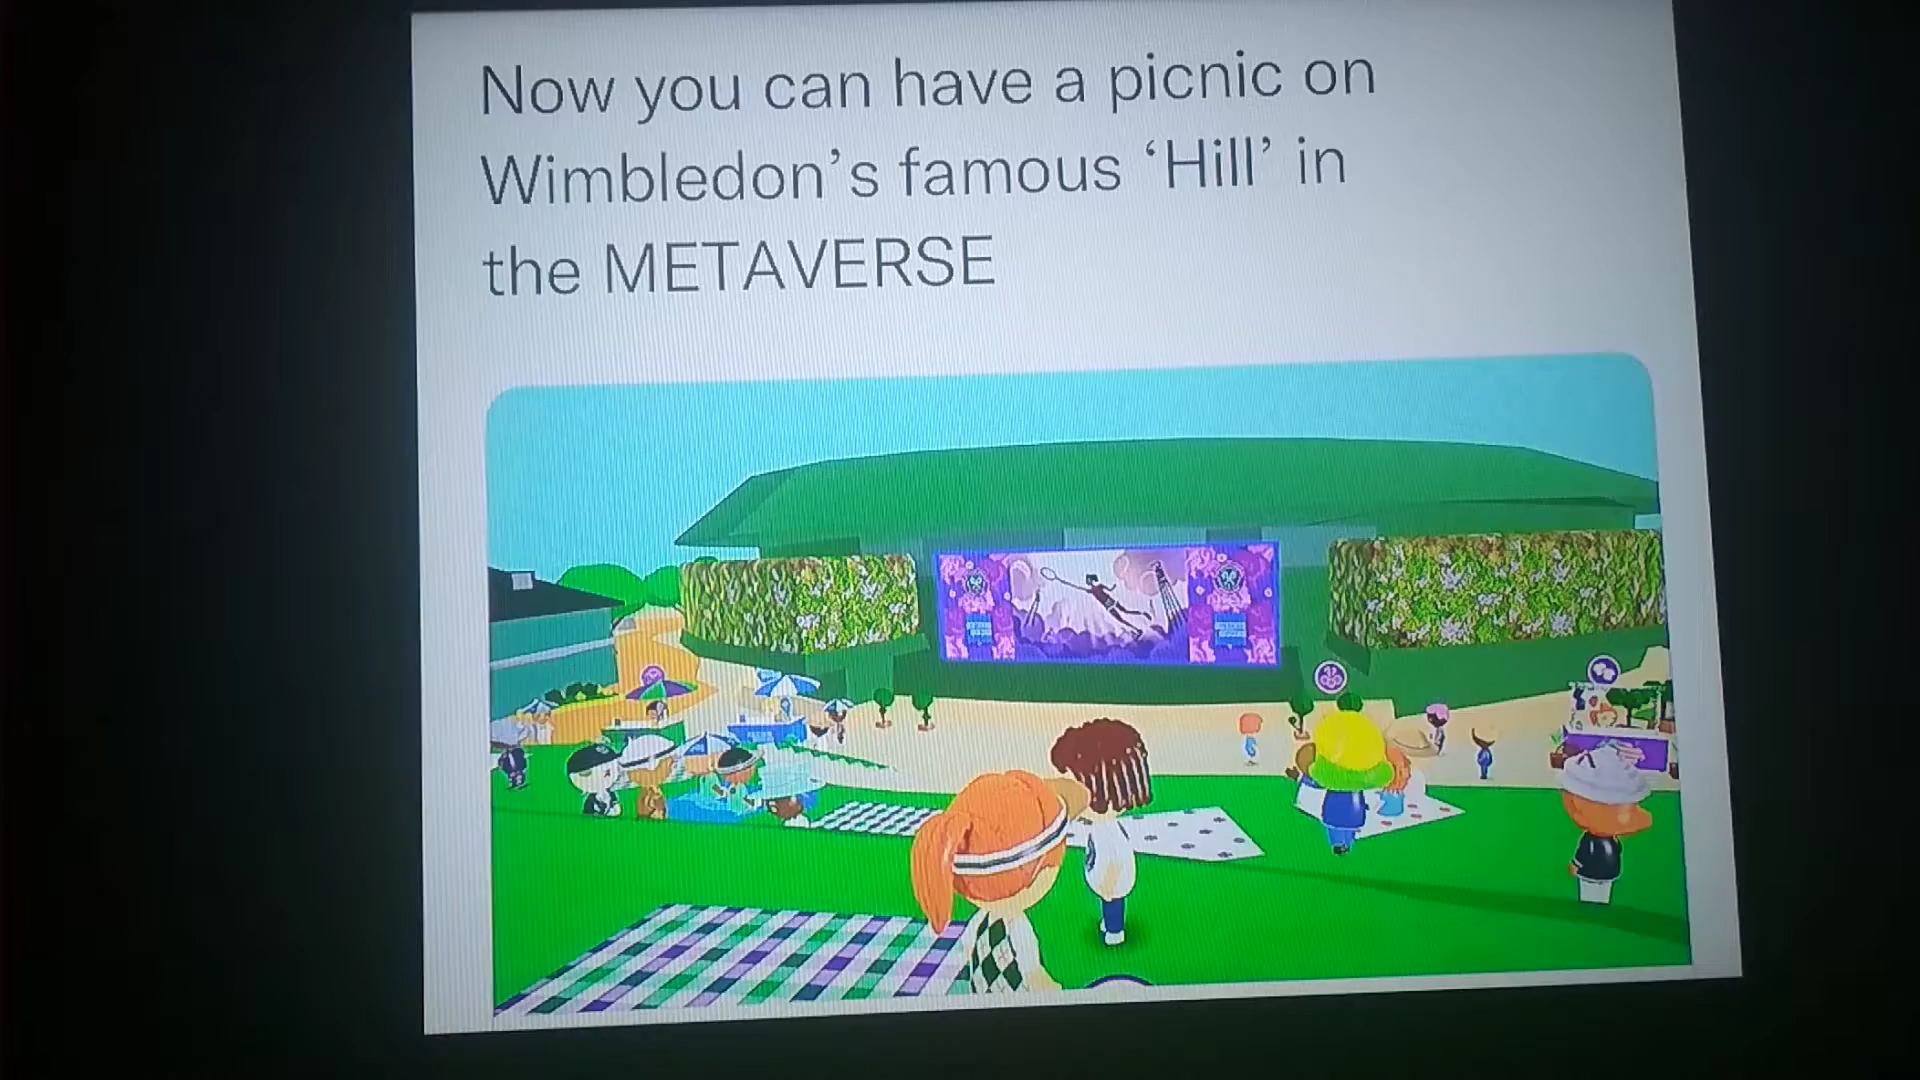 Now you can have a picnic on
Wimbledon’s famous ‘Hill’ in
the METAVERSE